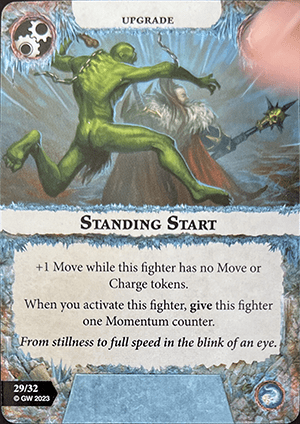 UPGRADE
STANDING START
+1 Move while this fighter has no Move or
Charge tokens.
When you activate this fighter, give this fighter
one Momentum counter.
From stillness to full speed in the blink of an eye.
29/32
© GW 2023